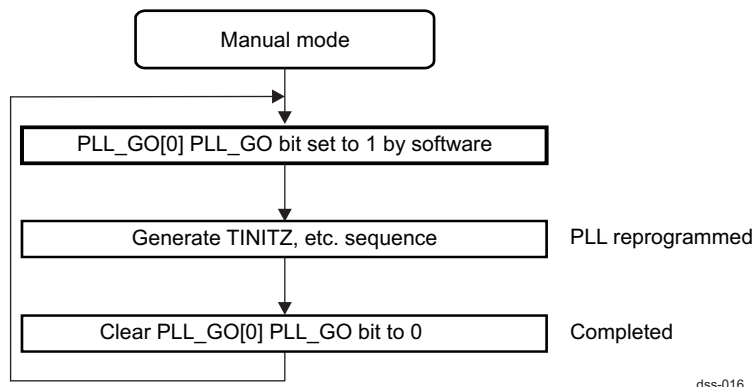 Manual mode
PLL_GO[0] PLL_GO bit set to 1 by software
Generate TINITZ, etc. sequence
PLL reprogrammed
Clear PLL_GO[0] PLL_GO bit to 0
Completed
dss-016